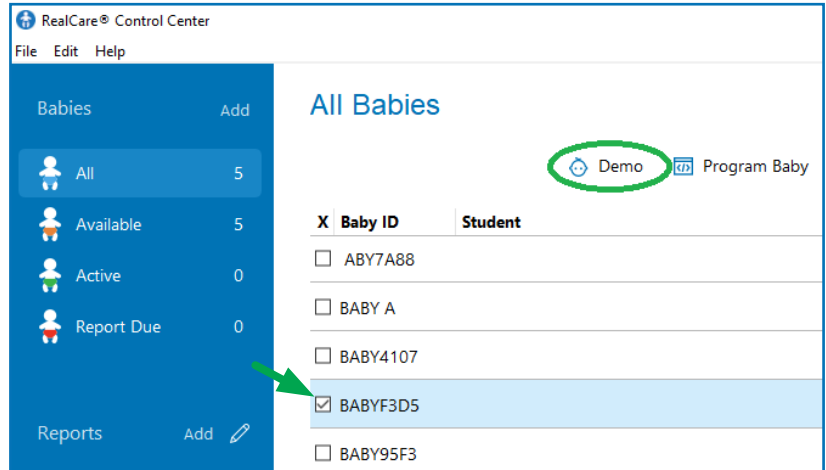 RealCare® Control Center
File Edit Help
Babies Add
All 5
Available 5
Active 0
Report Due 0
Reports Add
All Babies
Demo Program Baby
X Baby ID Student
ABY7A88
BABY A
BABY4107
BABYF3D5
BABY95F3